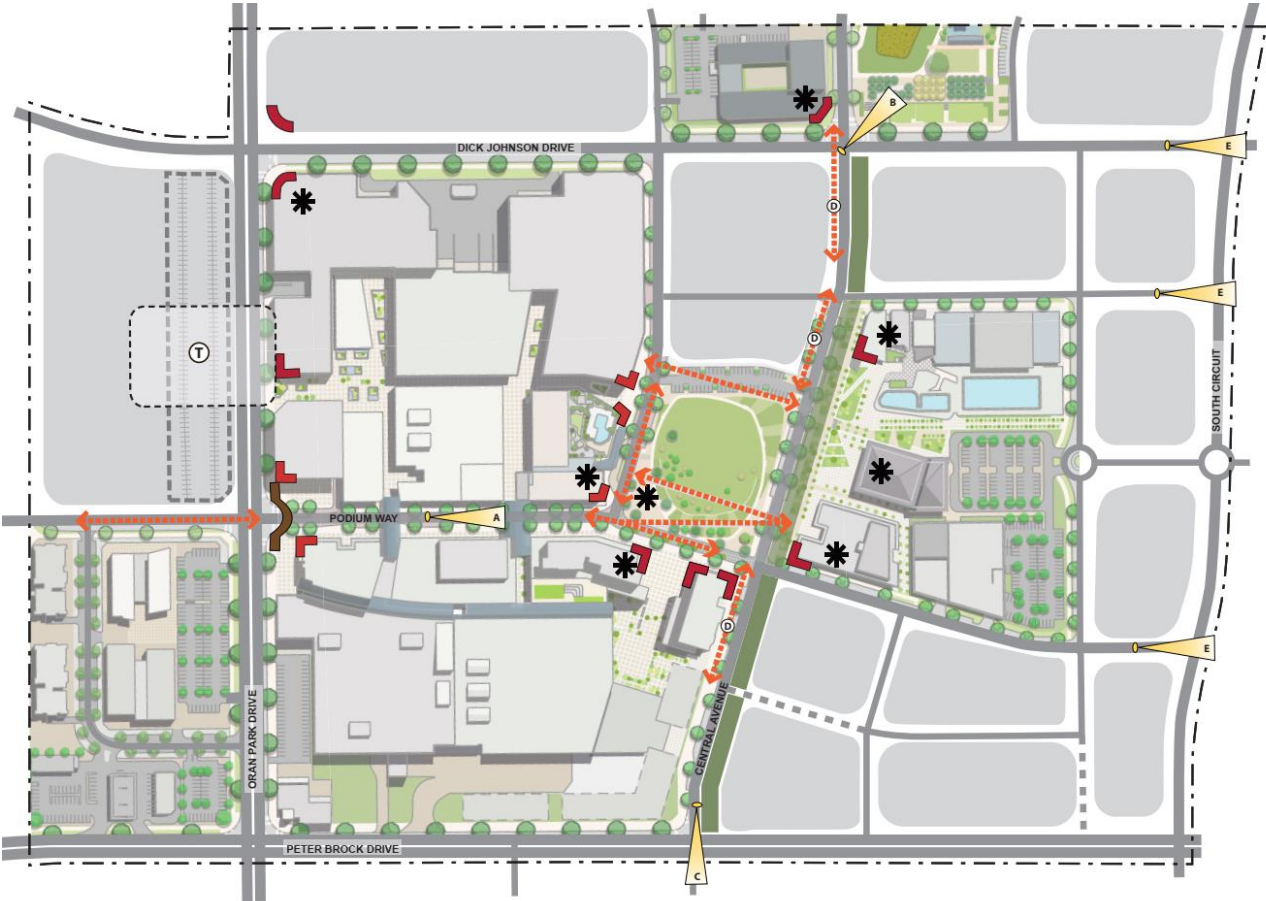 B
DICK JOHNSON DRIVE
E
D
E
D
T
SOUTH CIRCUIT
PODIUM WAY
A
D
E
ORAN PARK DRIVE
CENTRAL AVENUE
PETER BROCK DRIVE
C